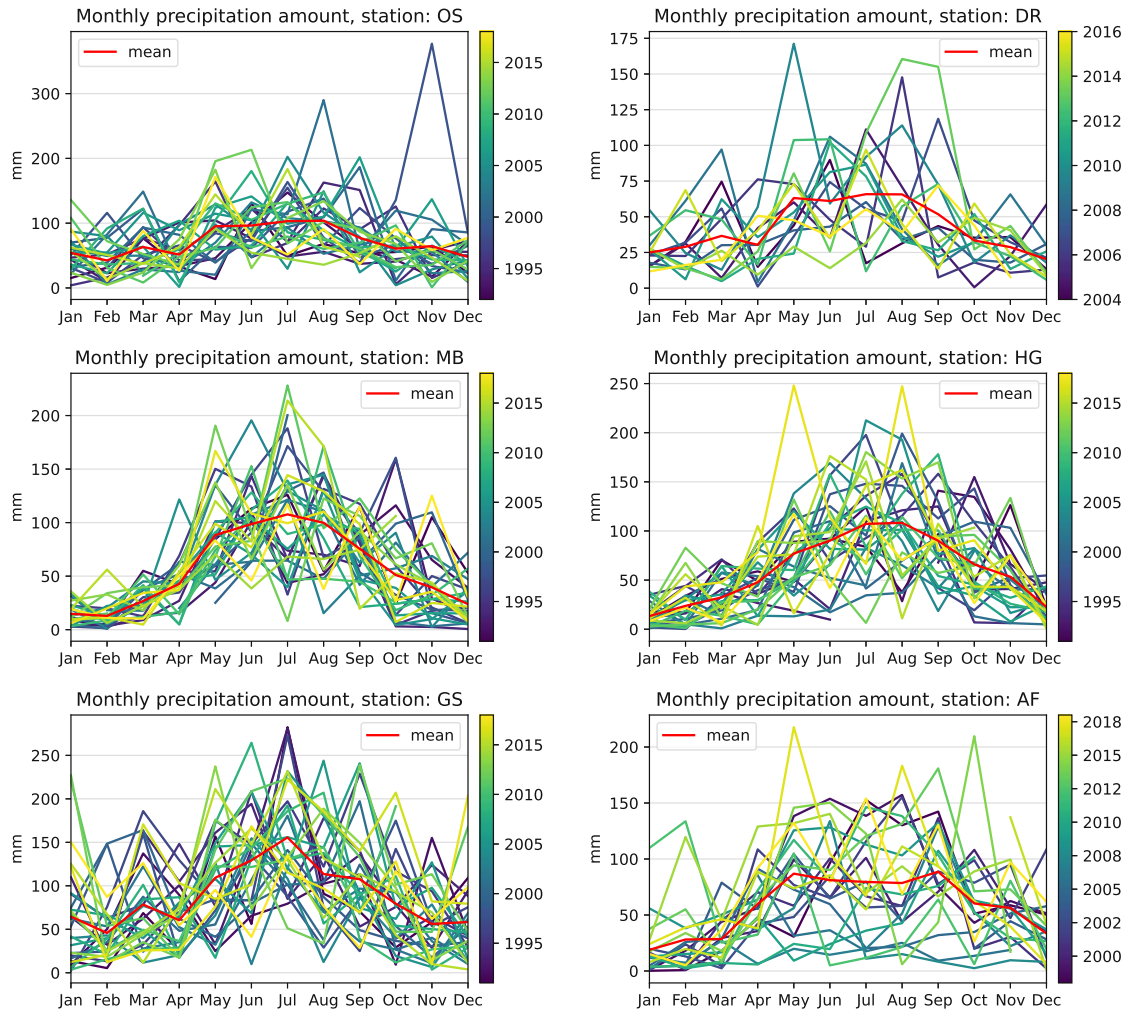 Monthly precipitation amount, station: OS
mean
mm
300
200
100
0
Jan Feb Mar Apr May Jun Jul Aug Sep Oct Nov Dec
2015
2010
2005
2000
1995
Monthly precipitation amount, station: DR
mean
mm
175
150
125
100
75
50
25
0
Jan Feb Mar Apr May Jun Jul Aug Sep Oct Nov Dec
2016
2014
2012
2010
2008
2006
2004
Monthly precipitation amount, station: MB
mean
mm
200
150
100
50
0
Jan Feb Mar Apr May Jun Jul Aug Sep Oct Nov Dec
2015
2010
2005
2000
1995
Monthly precipitation amount, station: HG
mean
mm
250
200
150
100
50
0
Jan Feb Mar Apr May Jun Jul Aug Sep Oct Nov Dec
2015
2010
2005
2000
1995
Monthly precipitation amount, station: GS
mean
mm
250
200
150
100
50
0
Jan Feb Mar Apr May Jun Jul Aug Sep Oct Nov Dec
2015
2010
2005
2000
1995
Monthly precipitation amount, station: AF
mean
mm
200
150
100
50
0
Jan Feb Mar Apr May Jun Jul Aug Sep Oct Nov Dec
2018
2015
2012
2010
2008
2005
2002
2000